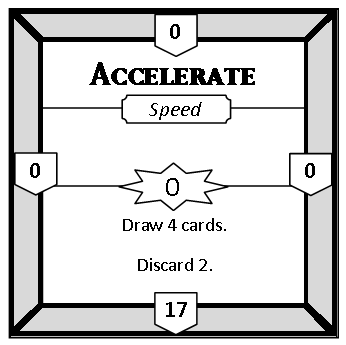 0
ACCELERATE
Speed
0 0
0
Draw 4 cards.
Discard 2.
17